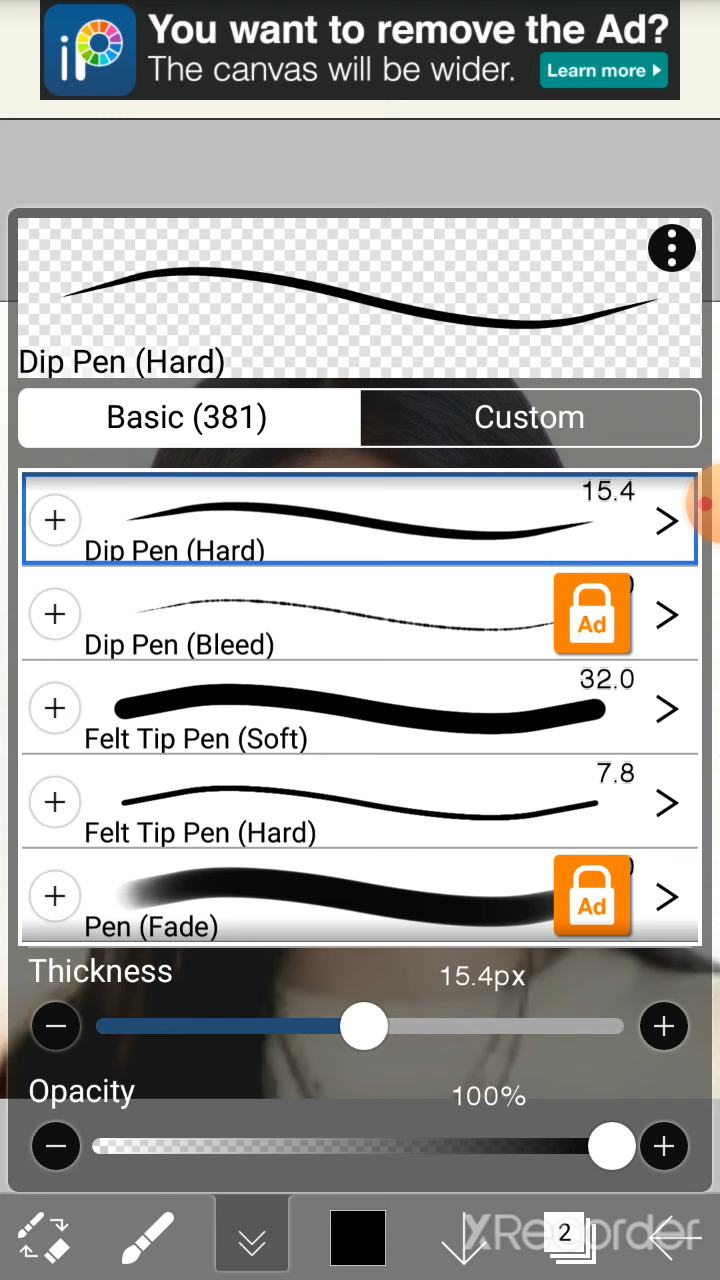 iP
You want to remove the Ad?
The canvas will be wider.
Learn more
Dip Pen (Hard)
Basic (381)
Custom
15.4
Dip Pen (Hard)
Ad
Dip Pen (Bleed)
32.0
Felt Tip Pen (Soft)
7.8
Felt Tip Pen (Hard)
Ad
Pen (Fade)
Thickness
15.4px
Opacity
100%
2
XRecorder